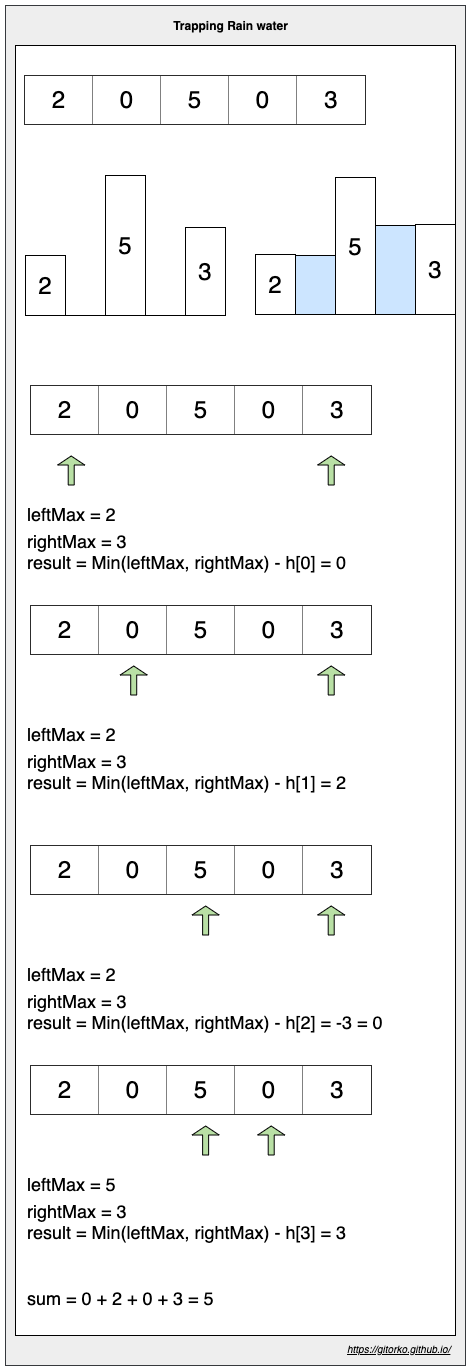 Trapping Rain water
2 0 5 0 3
2 5 3 2 5 3
2 0 5 0 3
leftMax = 2
rightMax = 3
result = Min(leftMax, rightMax) - h[0] = 0
2 0 5 0 3
leftMax = 2
rightMax = 3
result = Min(leftMax, rightMax) - h[1] = 2
2 0 5 0 3
leftMax = 2
rightMax = 3
result = Min(leftMax, rightMax) - h[2] = -3 = 0
2 0 5 0 3
leftMax = 5
rightMax = 3
result = Min(leftMax, rightMax) - h[3] = 3
sum = 0 + 2 + 0 + 3 = 5
https://gitorko.github.io/